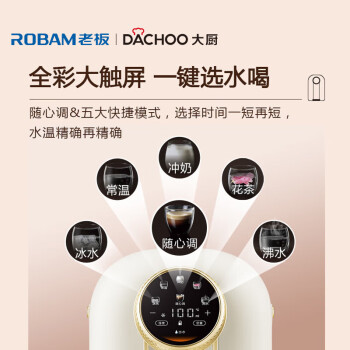 ROBAM老板 | DACHOO大厨
全彩大触屏 一键选水喝
随心调&五大快捷模式，选择时间一短再短，
水温精确再精确
冲奶
常温
花茶
冰水
随心调
沸水
- 100 +